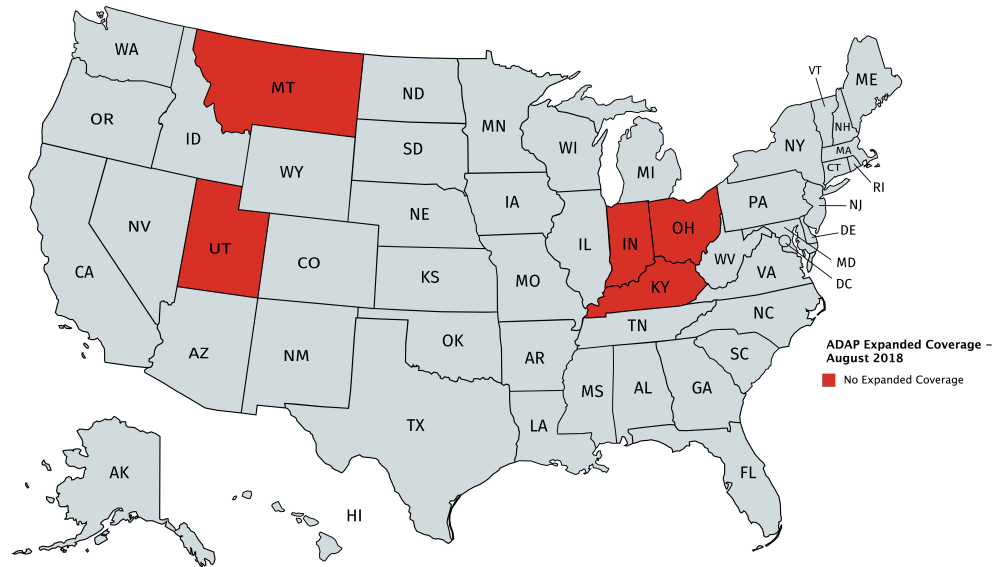 WA
MT
ND
MN
VT
ME
OR
ID
SD
WI
MI
NY
NH
MA
CT
RI
WY
NE
IA
PA
NJ
NV
UT
CO
KS
IL
IN
OH
WV
DE
MD
DC
CA
MO
KY
VA
AZ
NM
OK
AR
TN
NC
SC
ADAP Expanded Coverage –
August 2018
No Expanded Coverage
TX
LA
MS
AL
GA
FL
AK
HI